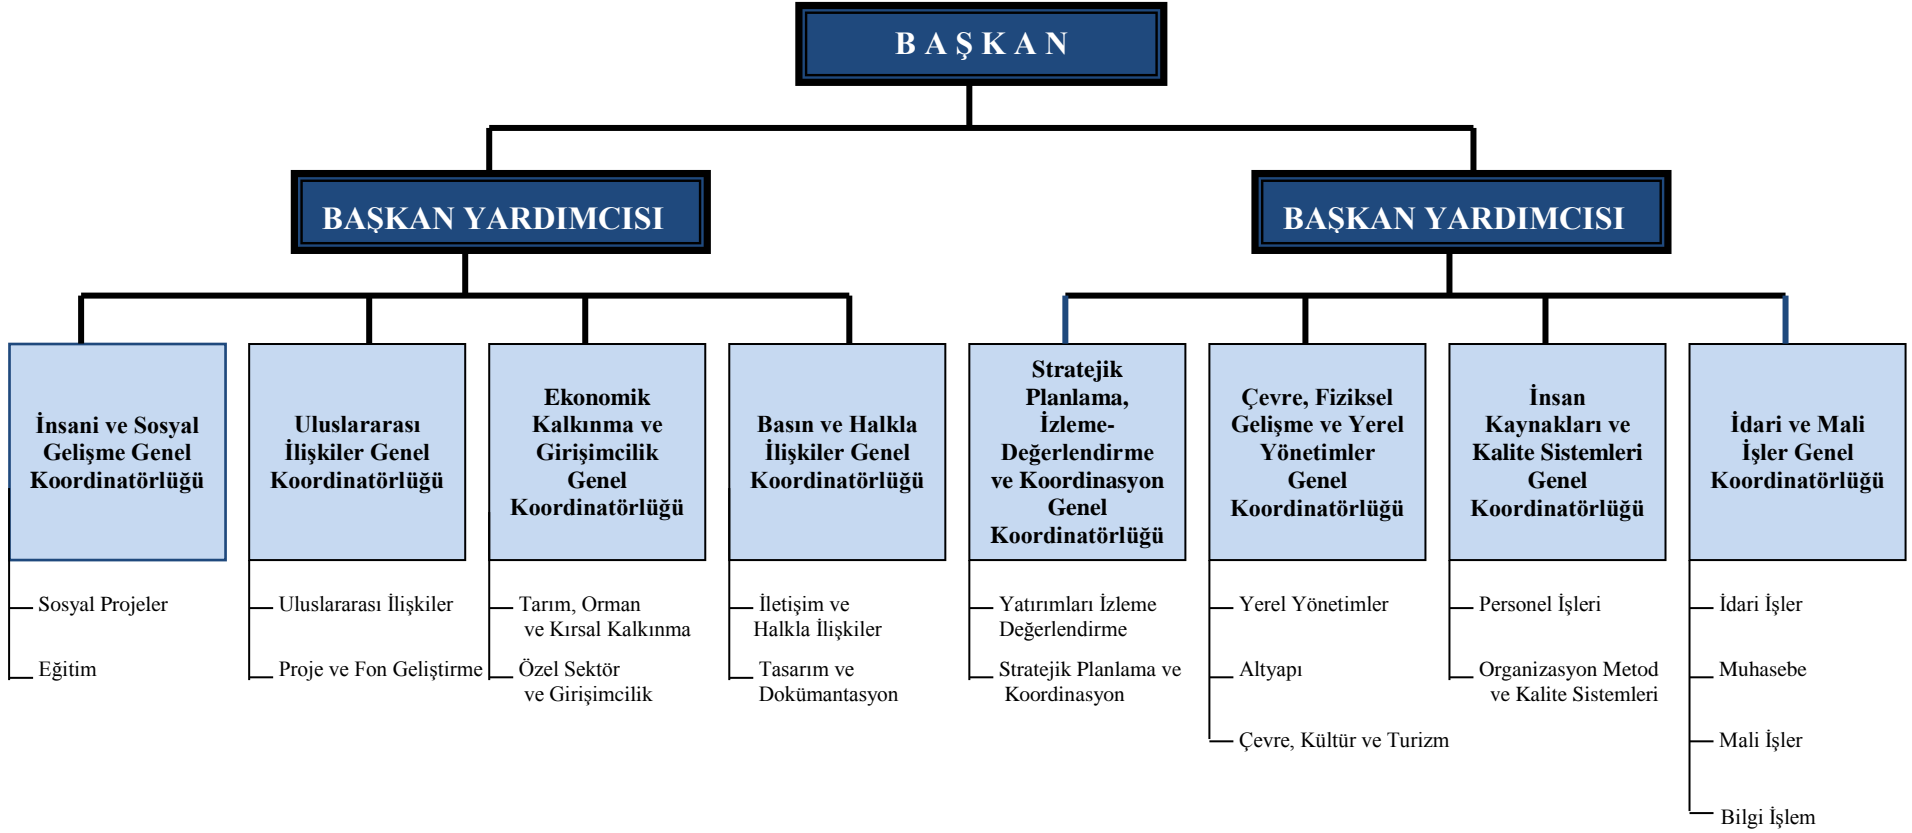 B A Ş K A N
BAŞKAN YARDIMCISI
BAŞKAN YARDIMCISI
İnsani ve Sosyal
Gelişme Genel
Koordinatörlüğü
Uluslararası
İlişkiler Genel
Koordinatörlüğü
Ekonomik
Kalkınma ve
Girişimcilik
Genel
Koordinatörlüğü
Basın ve Halkla
İlişkiler Genel
Koordinatörlüğü
Stratejik
Planlama,
İzleme-
Değerlendirme
ve Koordinasyon
Genel
Koordinatörlüğü
Çevre, Fiziksel
Gelişme ve Yerel
Yönetimler
Genel
Koordinatörlüğü
İnsan
Kaynakları ve
Kalite Sistemleri
Genel
Koordinatörlüğü
İdari ve Mali
İşler Genel
Koordinatörlüğü
Sosyal Projeler
Eğitim
Uluslararası İlişkiler
Proje ve Fon Geliştirme
Tarım, Orman
ve Kırsal Kalkınma
Özel Sektör
ve Girişimcilik
İletişim ve
Halkla İlişkiler
Tasarım ve
Dokümantasyon
Yatırımları İzleme
Değerlendirme
Stratejik Planlama ve
Koordinasyon
Yerel Yönetimler
Altyapı
Çevre, Kültür ve Turizm
Personel İşleri
Organizasyon Metod
ve Kalite Sistemleri
İdari İşler
Muhasebe
Mali İşler
Bilgi İşlem